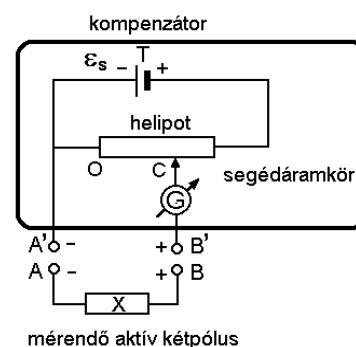 kompenzátor
T
εs − +
helipot
O C
segédáramkör
G
A' − + B'
A − + B
X
mérendő aktív kétpólus